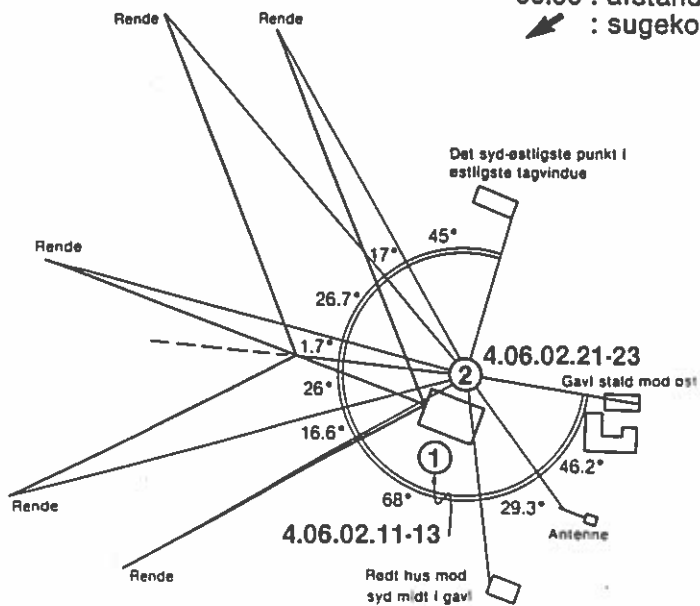 : sugeko
Rende
Rende
Det syd-østligste punkt i
østligste tagvindue
45°
17°
Rende
26.7°
1.7°
4.06.02.21-23
2
Gavl stald mod øst
26°
16.6°
1
46.2°
Rende
68°
29.3°
4.06.02.11-13
Antenne
Rende
Rødt hus mod
syd midt i gavl